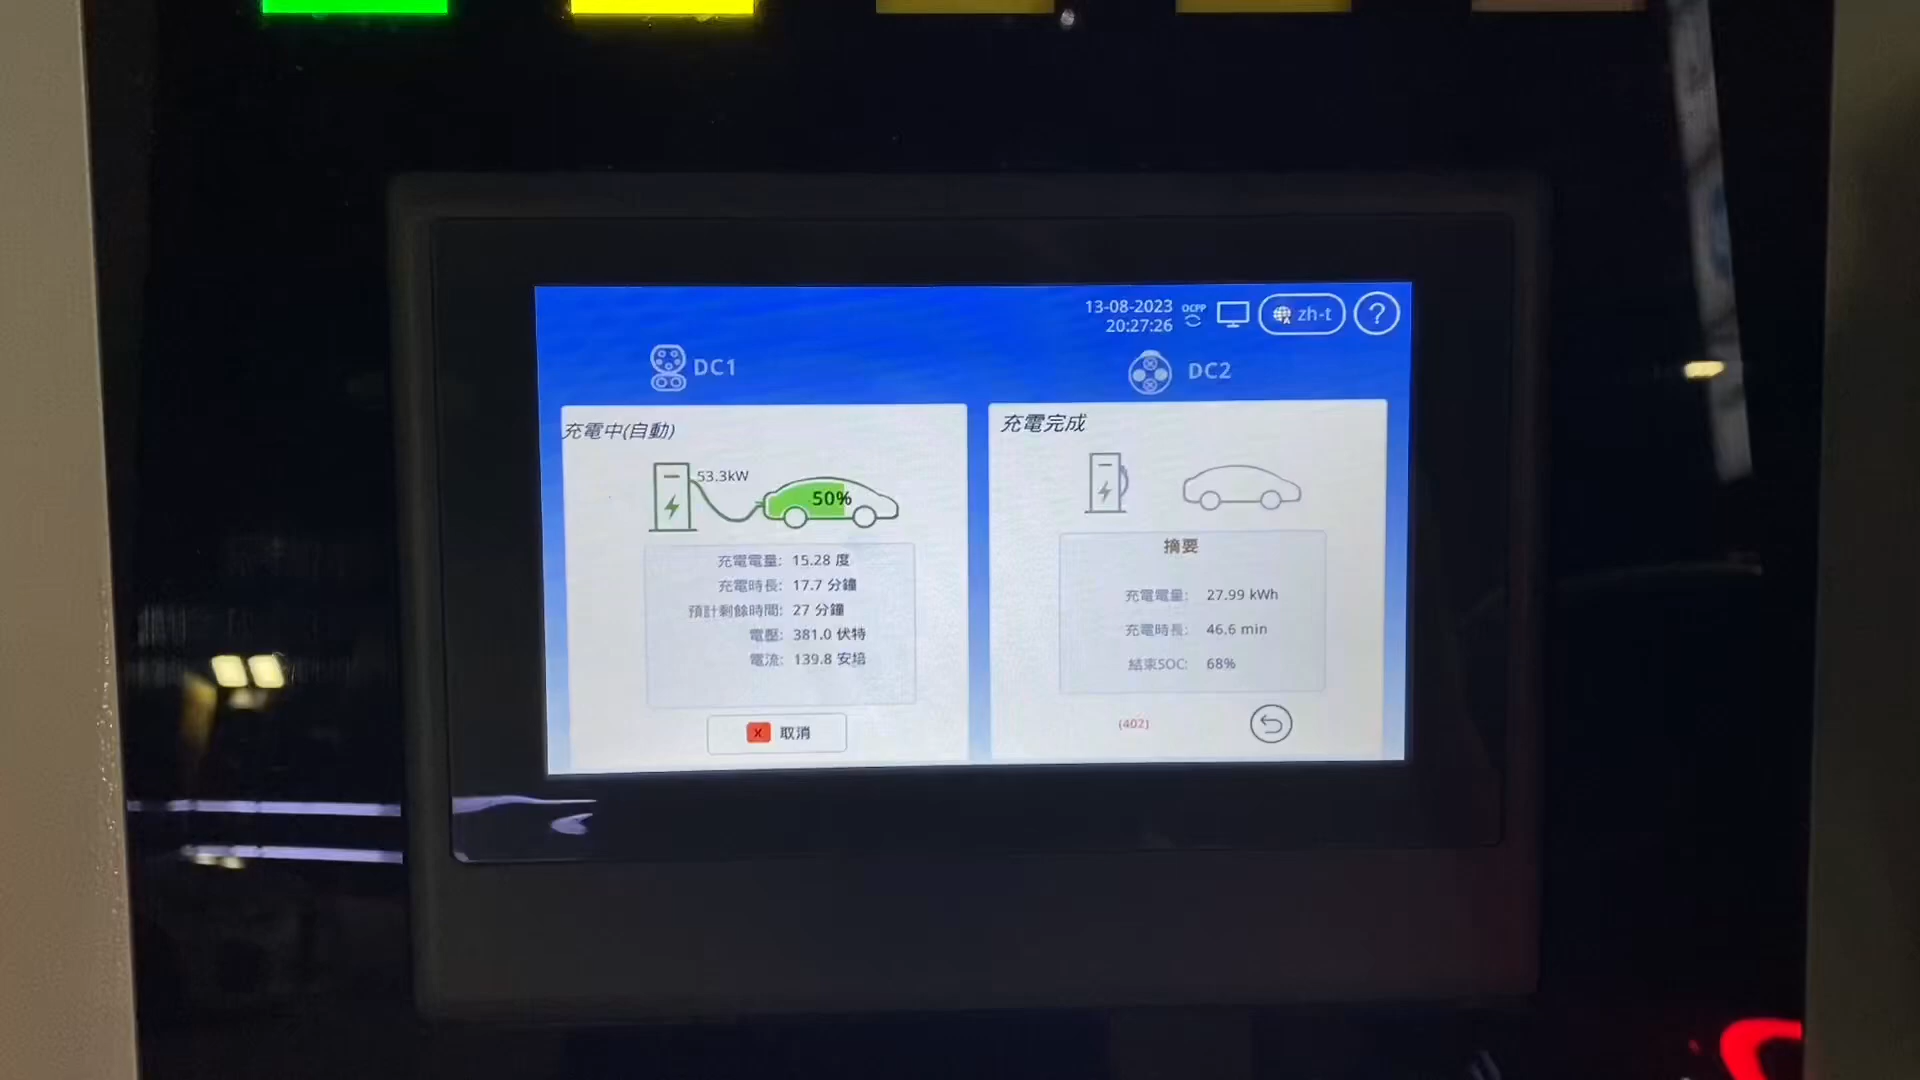 13-08-2023
20:27:26
OCPP
zh-t
?
DC1
DC2
充電中(自動)
53.3kW
50%
充電電量: 15.28 度
充電時長: 17.7 分鐘
預計剩餘時間: 27 分鐘
電壓: 381.0 伏特
電流: 139.8 安培
X 取消
充電完成
摘要
充電電量: 27.99 kWh
充電時長: 46.6 min
結束SOC: 68%
(402)